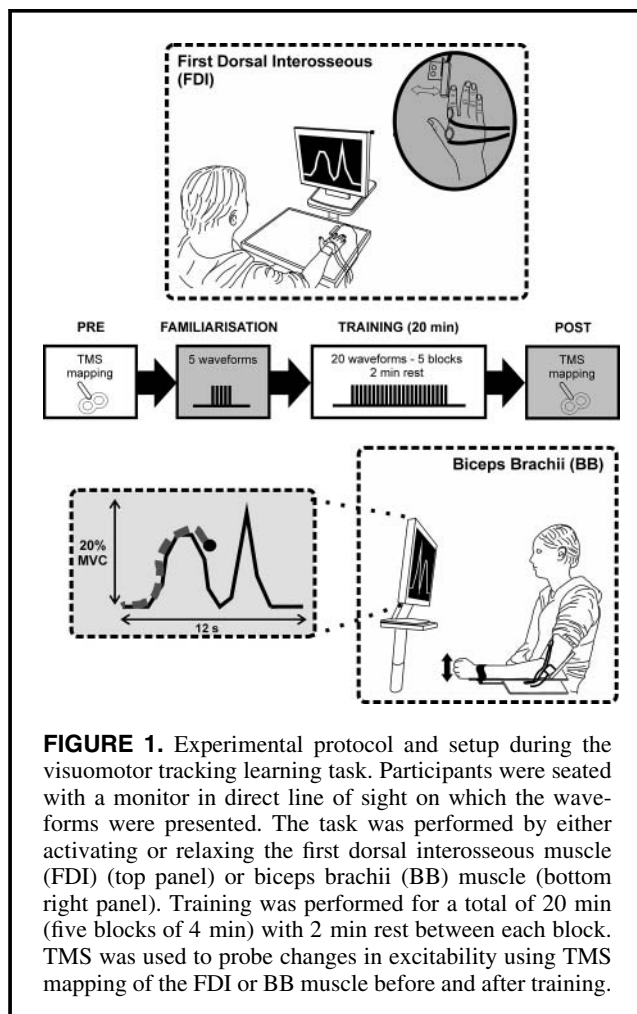 First Dorsal Interosseous
(FDI)
PRE
FAMILIARISATION
TRAINING (20 min)
POST
TMS
mapping
5 waveforms
20 waveforms - 5 blocks
2 min rest
TMS
mapping
Biceps Brachii (BB)
20%
MVC
12 s
FIGURE 1. Experimental protocol and setup during the
visuomotor tracking learning task. Participants were seated
with a monitor in direct line of sight on which the wave-
forms were presented. The task was performed by either
activating or relaxing the first dorsal interosseous muscle
(FDI) (top panel) or biceps brachii (BB) muscle (bottom
right panel). Training was performed for a total of 20 min
(five blocks of 4 min) with 2 min rest between each block.
TMS was used to probe changes in excitability using TMS
mapping of the FDI or BB muscle before and after training.